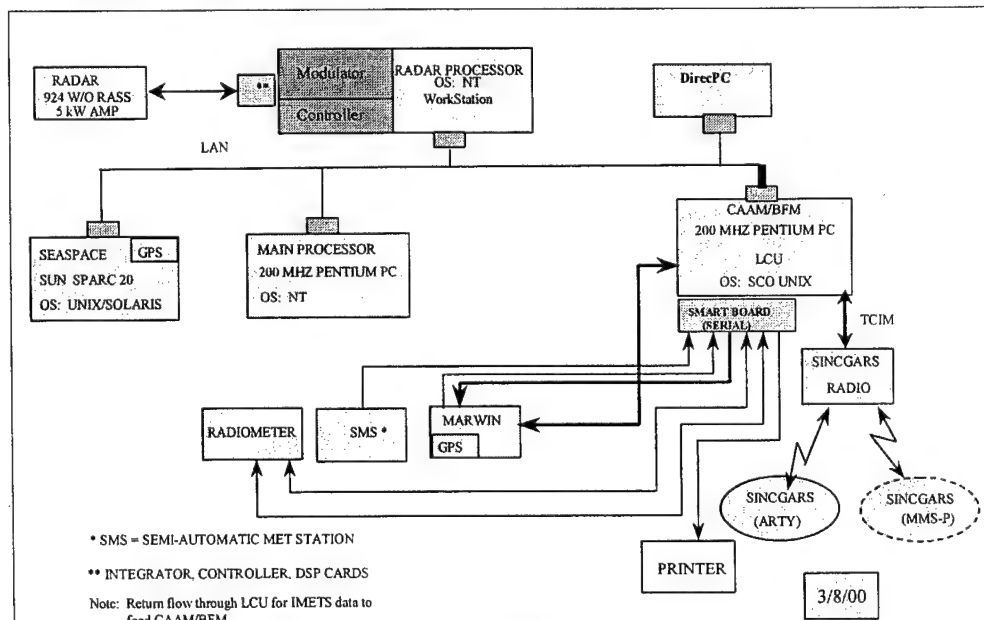 RADAR
924 W/O RASS
5 kW AMP
**
Modulator
Controller
RADAR PROCESSOR
OS: NT
WorkStation
DirecPC
LAN
SEASPACE
GPS
SUN SPARC 20
OS: UNIX/SOLARIS
MAIN PROCESSOR
200 MHZ PENTIUM PC
OS: NT
CAAM/BFM
200 MHZ PENTIUM PC
LCU
OS: SCO UNIX
SMART BOARD
(SERIAL)
TCIM
SINCGARS
RADIO
RADIOMETER
SMS *
MARWIN
GPS
SINCGARS
(ARTY)
SINCGARS
(MMS-P)
PRINTER
* SMS = SEMI-AUTOMATIC MET STATION
** INTEGRATOR, CONTROLLER, DSP CARDS
Note: Return flow through LCU for IMETS data to
feed CAAM/BFM
3/8/00